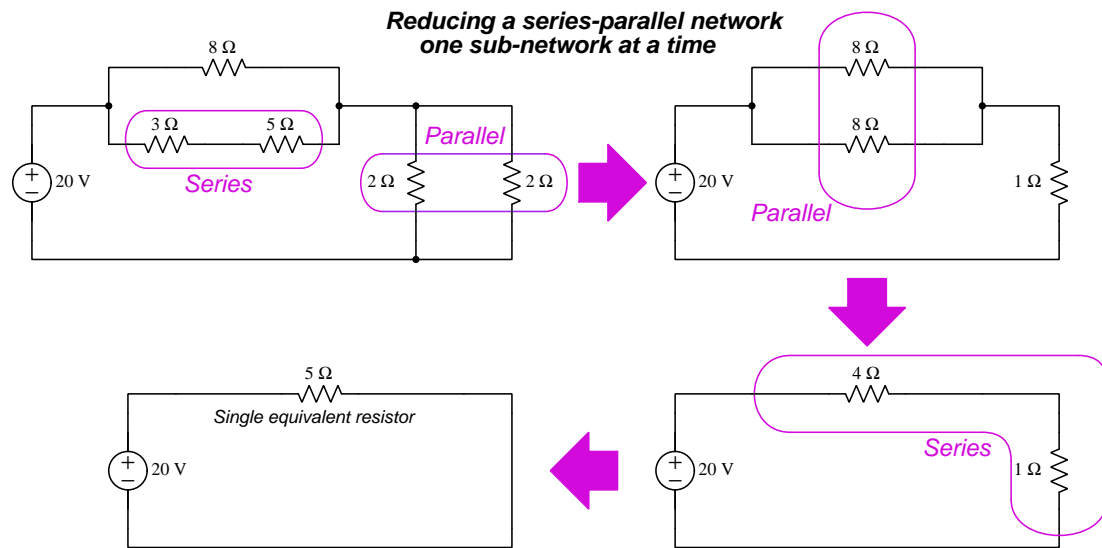 Reducing a series-parallel network
one sub-network at a time
8 Ω
3 Ω
5 Ω
Series
Parallel
20 V
2 Ω
2 Ω
8 Ω
8 Ω
Parallel
20 V
1 Ω
5 Ω
Single equivalent resistor
20 V
4 Ω
Series
20 V
1 Ω